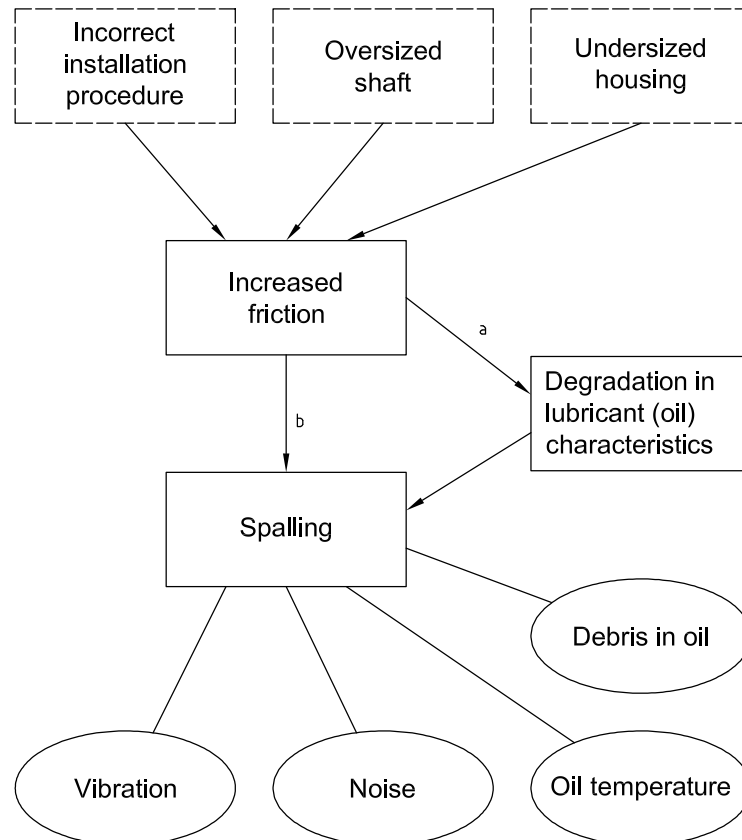 Incorrect
installation
procedure
Oversized
shaft
Undersized
housing
Increased
friction
a
Degradation in
lubricant (oil)
characteristics
b
Spalling
Debris in oil
Vibration
Noise
Oil temperature